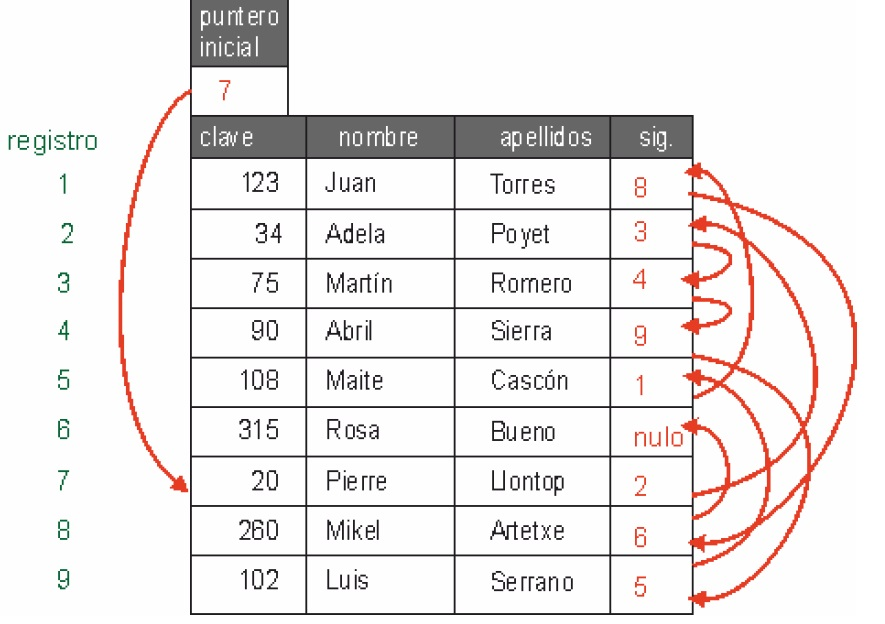 puntero
inicial
7
registro clave nombre apellidos sig.
1 123 Juan Torres 8
2 34 Adela Poyet 3
3 75 Martín Romero 4
4 90 Abril Sierra 9
5 108 Maite Cascón 1
6 315 Rosa Bueno nulo
7 20 Pierre Llontop 2
8 260 Mikel Artetxe 6
9 102 Luis Serrano 5